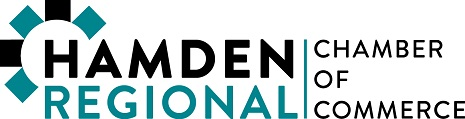 HAMDEN
REGIONAL
CHAMBER
OF
COMMERCE